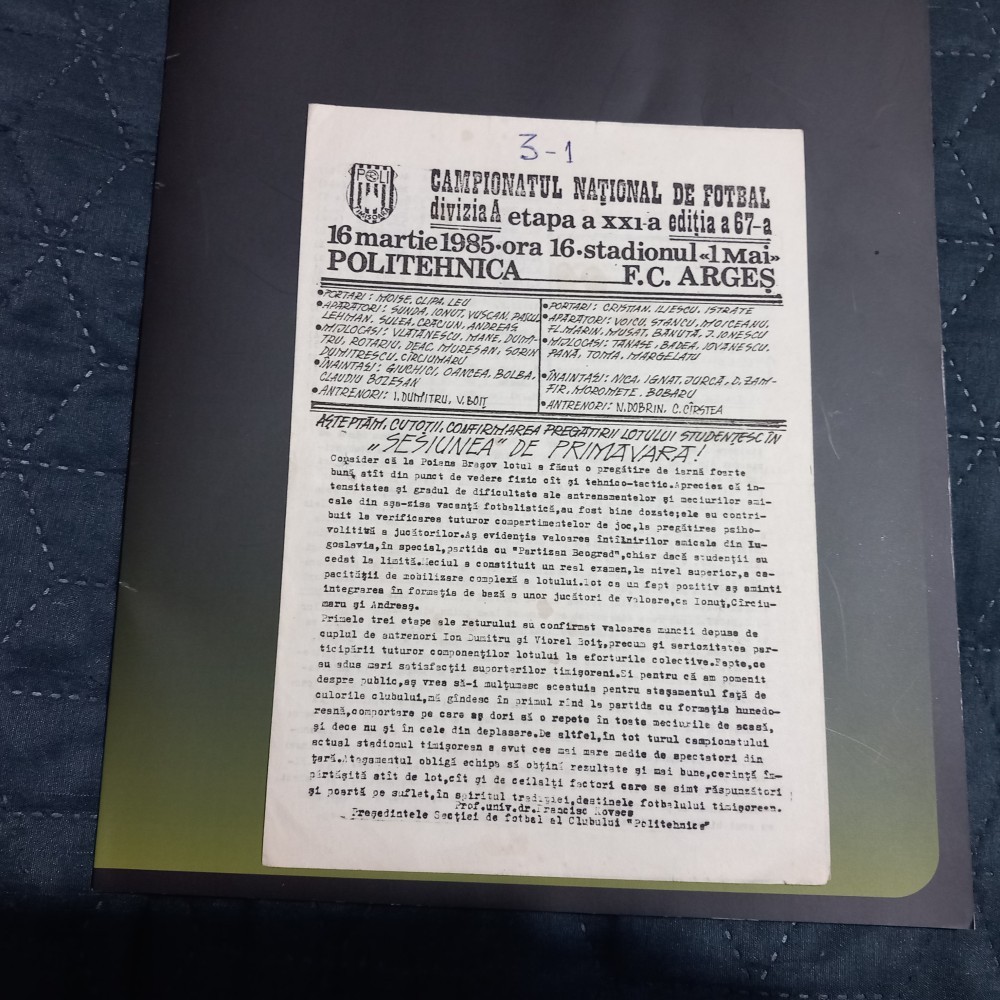 3-1
POLI
TIMIȘOARA
CAMPIONATUL NAȚIONAL DE FOTBAL
divizia A etapa a XXI-a ediția a 67-a
16 martie 1985·ora 16·stadionul «1 Mai»
POLITEHNICA F.C. ARGEȘ
•PORTARI: MOISE, CLIPA, LEU
•APĂRĂTORI: SUNDA, IONUȚ, VUSCAN, PASCU,
LEHMAN, SULEA, CRĂCIUN, ANDREAS
•MIJLOCASI: VLĂTĂNESCU, MANE, DUMI-
TRU, ROTARIU, DEAC, MUREȘAN, SORIN
DUMITRESCU, CÎRCIUMARU
•ÎNAINTAȘI: GIUCHICI, OANCEA, BOLBA,
CLAUDIU BOZEȘAN
•ANTRENORI: I. DUMITRU, V. BOIȚ
•PORTARI: CRISTIAN, ILIESCU, ISTRATE
•APĂRĂTORI: VOICU, STANCU, MOICEANU,
FL. MARIN, MUSAT, BĂNUȚĂ, J. IONESCU
•MIJLOCAȘI: TĂNASE, BADEA, IOVĂNESCU,
PANĂ, TOMA, MARGELATU
•ÎNAINTAȘI: NICA, IGNAT, JURCĂ, D. ZAM-
FIR, MOROMETE, BOBARU
•ANTRENORI: N. DOBRIN, C. CÎRSTEA
AȘTEPTĂM, CU TOȚII, CONFIRMAREA PREGĂTIRII LOTULUI STUDENȚESC ÎN
„SESIUNEA" DE PRIMĂVARĂ!
Consider că la Poiana Brașov lotul a făcut o pregătire de iarnă foarte
bună atît din punct de vedere fizic cît și tehnico-tactic. Apreciez că in-
tensitatea și gradul de dificultate ale antrenamentelor și meciurilor ami-
cale din așa-zisa vacanță fotbalistică, au fost bine dozate; ele au contri-
buit la verificarea tuturor compartimentelor de joc, la pregătirea psiho-
volitivă a jucătorilor. Aș evidenția valoarea întîlnirilor amicale din Iu-
goslavia, în special, partida cu "Partizan Beograd", chiar dacă studenții au
cedat la limită. Meciul a constituit un real examen, la nivel superior, a ca-
pacității de mobilizare complexă a lotului. Tot ca un fapt pozitiv aș aminti
integrarea în formația de bază a unor jucători de valoare, ca Ionuț, Cîrciu-
maru și Andreaș.
Primele trei etape ale returului au confirmat valoarea muncii depuse de
cuplul de antrenori Ion Dumitru și Viorel Boiț, precum și seriozitatea par-
ticipării tuturor componenților lotului la eforturile colective. Fapte, ce
au adus mari satisfacții suporterilor timișoreni. Și pentru că am pomenit
despre public, aș vrea să-i mulțumesc acestuia pentru atașamentul față de
culorile clubului, mă gîndesc în primul rînd la partida cu formația hunedo-
reană, comportare pe care aș dori să o repete în toate meciurile de acasă,
și dece nu și în cele din deplasare. De altfel, în tot turul campionatului
actual stadionul timișorean a avut cea mai mare medie de spectatori din
țară. Atașamentul obligă echipa să obțină rezultate și mai bune, cerință îm-
părtășită atît de lot, cît și de ceilalți factori care se simt răspunzători
și poartă pe suflet, în spiritul tradiției, destinele fotbalului timișorean.
Prof.univ.dr. Francisc Kovacs
Președintele Secției de fotbal al Clubului "Politehnica"